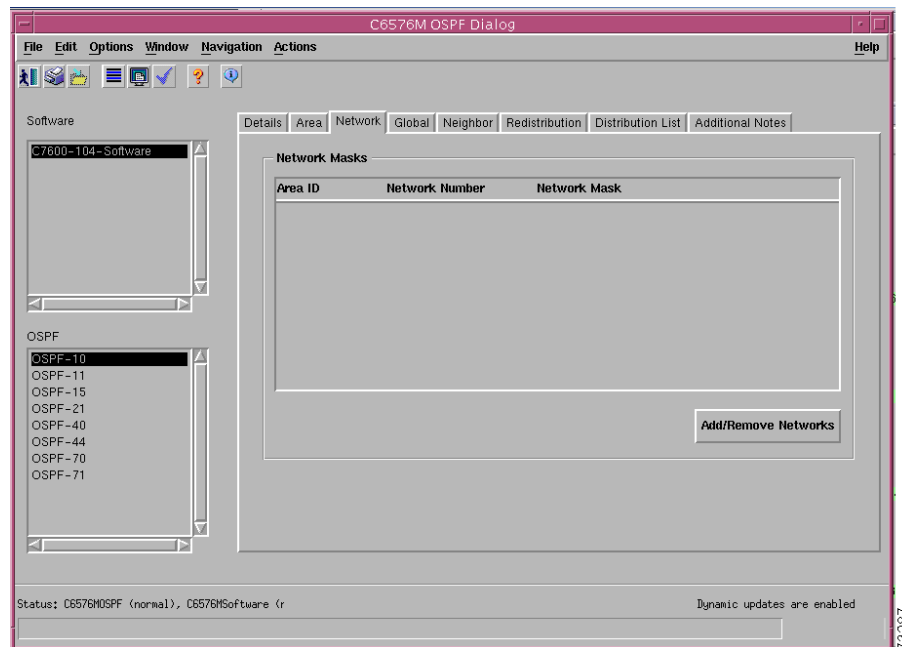 C6576M OSPF Dialog
File Edit Options Window Navigation Actions Help
Software
Details Area Network Global Neighbor Redistribution Distribution List Additional Notes
C7600-104-Software
Network Masks
Area ID Network Number Network Mask
OSPF
OSPF-10
OSPF-11
OSPF-15
OSPF-21
OSPF-40
OSPF-44
OSPF-70
OSPF-71
Add/Remove Networks
Status: C6576MOSPF (normal), C6576MSoftware (r
Dynamic updates are enabled